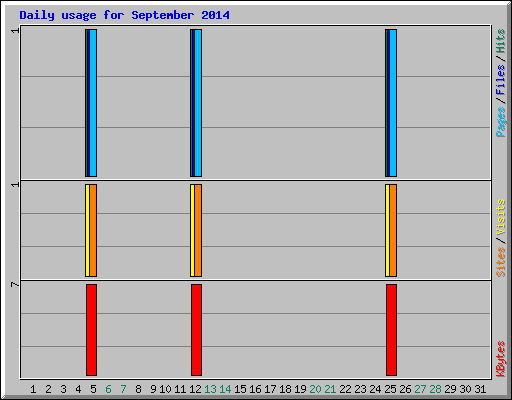 Daily usage for September 2014
1
Pages / Files / Hits
1
Sites / Visits
7
KBytes
1 2 3 4 5 6 7 8 9 10 11 12 13 14 15 16 17 18 19 20 21 22 23 24 25 26 27 28 29 30 31